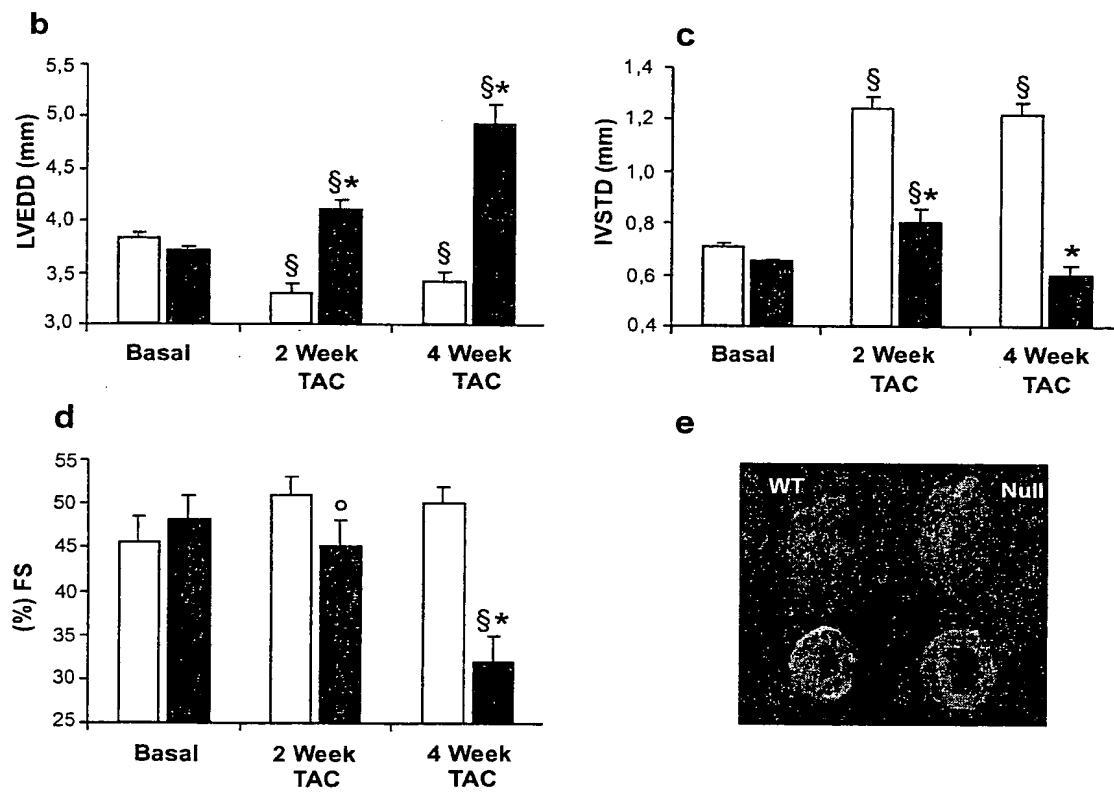 b
LVEDD (mm)
5,5
5,0
4,5
4,0
3,5
3,0
§ §* § §*
Basal 2 Week TAC 4 Week TAC
c
IVSTD (mm)
1,4
1,2
1,0
0,8
0,6
0,4
§ §* § *
Basal 2 Week TAC 4 Week TAC
d
(%) FS
55
50
45
40
35
30
25
° §*
Basal 2 Week TAC 4 Week TAC
e
WT Null